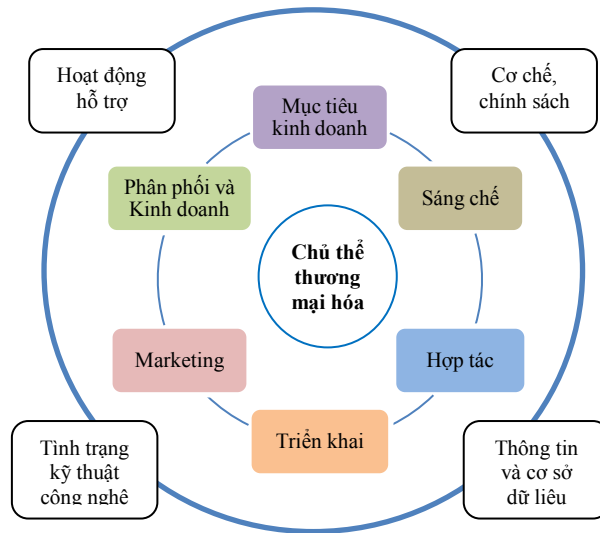 Hoạt động
hỗ trợ
Cơ chế,
chính sách
Mục tiêu
kinh doanh
Phân phối và
Kinh doanh
Sáng chế
Chủ thể
thương
mại hóa
Marketing
Hợp tác
Triển khai
Tình trạng
kỹ thuật
công nghê
Thông tin
và cơ sở
dữ liêu